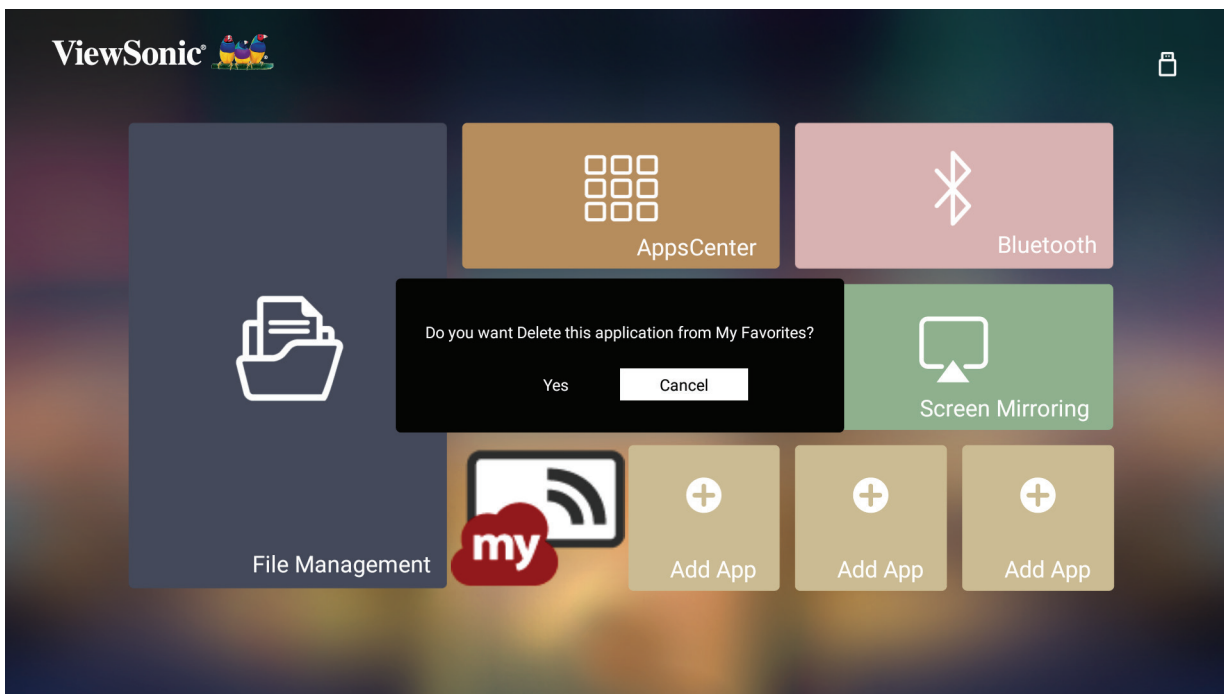 ViewSonic®
AppsCenter
Bluetooth
Do you want Delete this application from My Favorites?
Yes
Cancel
Screen Mirroring
File Management
my
Add App
Add App
Add App